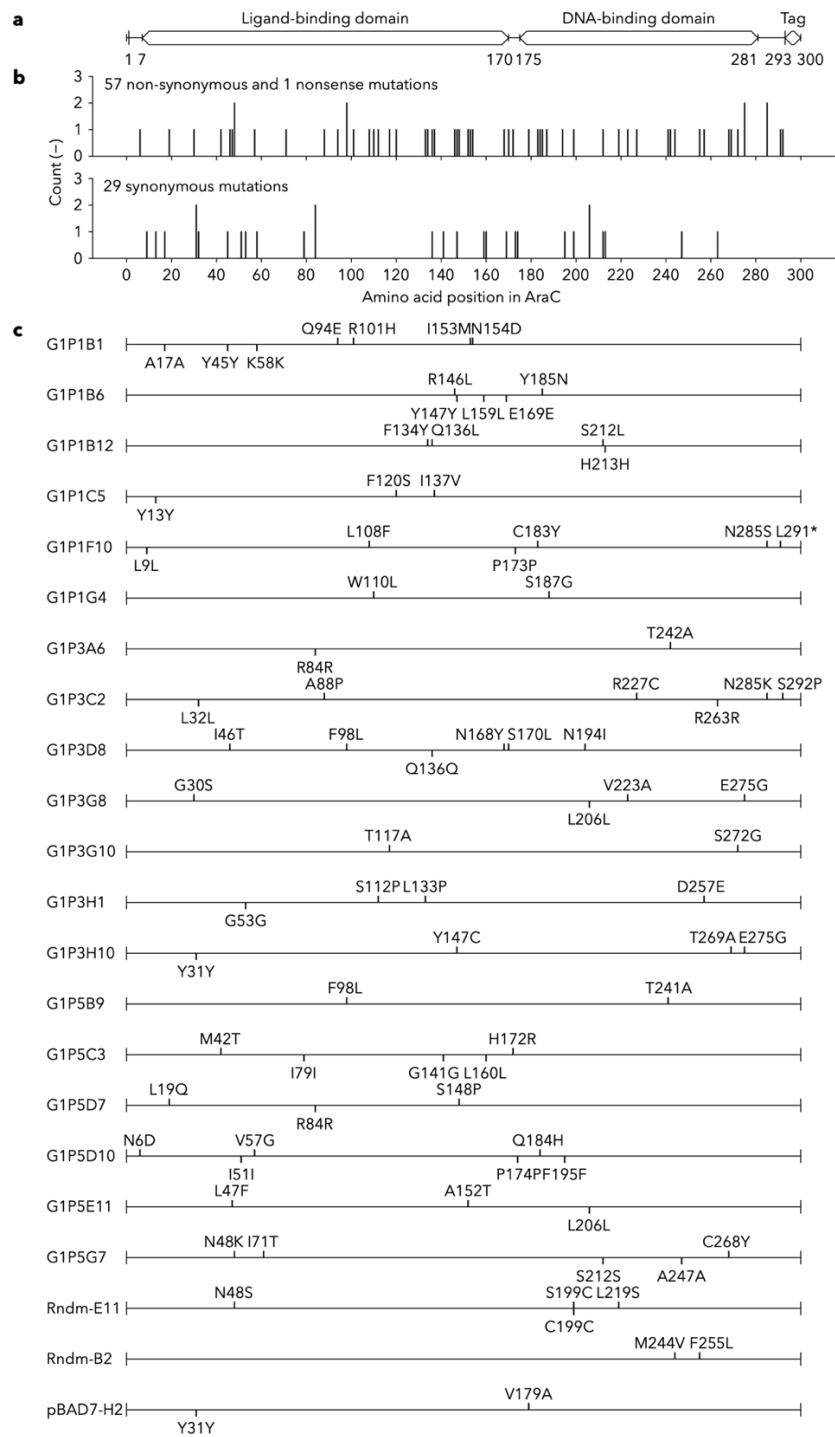 a
Ligand-binding domain DNA-binding domain Tag
1 7 170 175 281 293 300
b
57 non-synonymous and 1 nonsense mutations
3
2
1
0
29 synonymous mutations
3
2
1
0
Count (–)
0 20 40 60 80 100 120 140 160 180 200 220 240 260 280 300
Amino acid position in AraC
c
Q94E R101H I153M N154D
G1P1B1
A17A Y45Y K58K
R146L Y185N
G1P1B6
Y147Y L159L E169E
F134Y Q136L S212L
G1P1B12
H213H
F120S I137V
G1P1C5
Y13Y
L108F C183Y N285S L291*
G1P1F10
L9L P173P
W110L S187G
G1P1G4
T242A
G1P3A6
R84R
A88P R227C N285K S292P
G1P3C2
L32L R263R
I46T F98L N168Y S170L N194I
G1P3D8
Q136Q
G30S V223A E275G
G1P3G8
L206L
T117A S272G
G1P3G10
S112P L133P D257E
G1P3H1
G53G
Y147C T269A E275G
G1P3H10
Y31Y
F98L T241A
G1P5B9
M42T H172R
G1P5C3
I79I G141G L160L
L19Q S148P
G1P5D7
R84R
N6D V57G Q184H
G1P5D10
I51I P174P F195F
L47F A152T
G1P5E11
L206L
N48K I71T C268Y
G1P5G7
S212S A247A
N48S S199C L219S
Rndm-E11
C199C
M244V F255L
Rndm-B2
V179A
pBAD7-H2
Y31Y